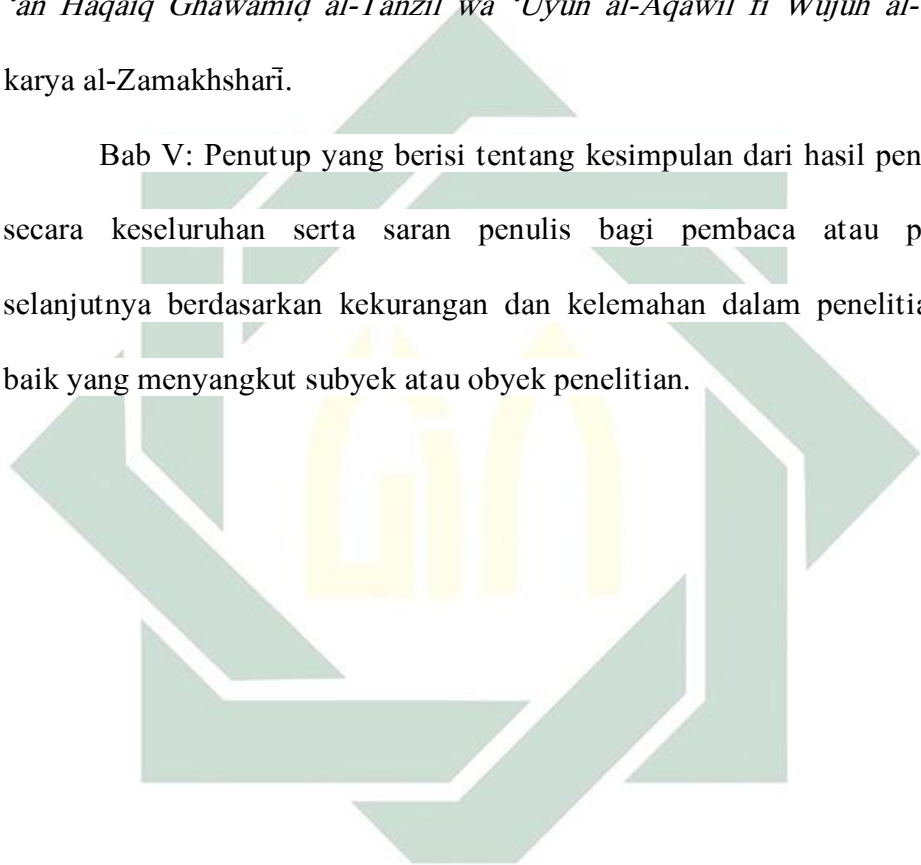 'an Haqaiq Ghawamiḍ al-Tanzil wa 'Uyun al-Aqawil fi Wujuh al-
karya al-Zamakhsharī.
Bab V: Penutup yang berisi tentang kesimpulan dari hasil pen
secara keseluruhan serta saran penulis bagi pembaca atau p
selanjutnya berdasarkan kekurangan dan kelemahan dalam penelitia
baik yang menyangkut subyek atau obyek penelitian.